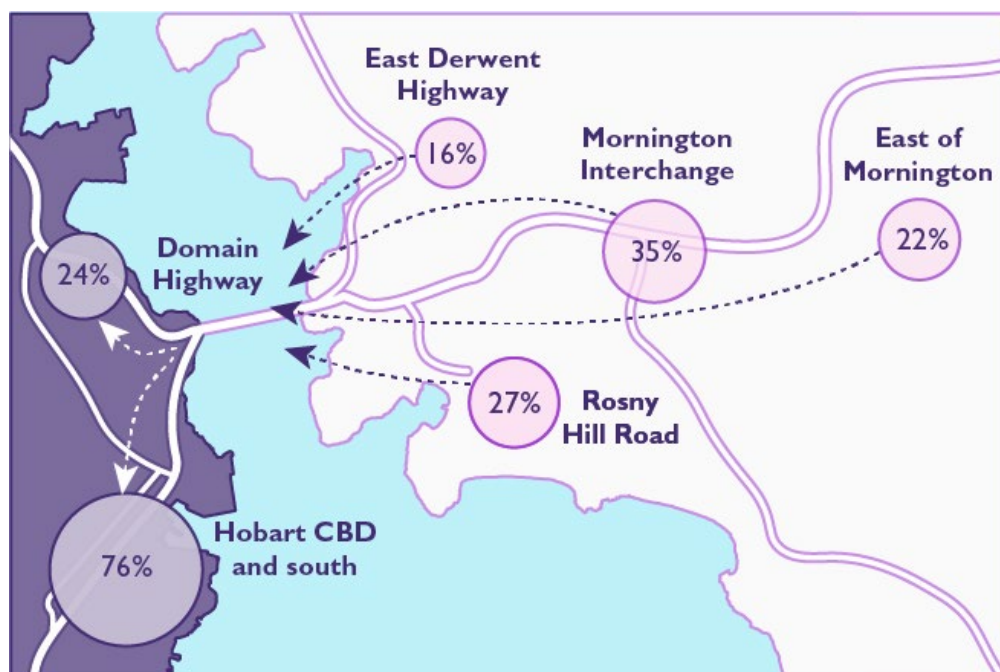 East Derwent
Highway
16%
Mornington
Interchange
35%
East of
Mornington
22%
Domain
Highway
24%
27%
Rosny
Hill Road
Hobart CBD
and south
76%